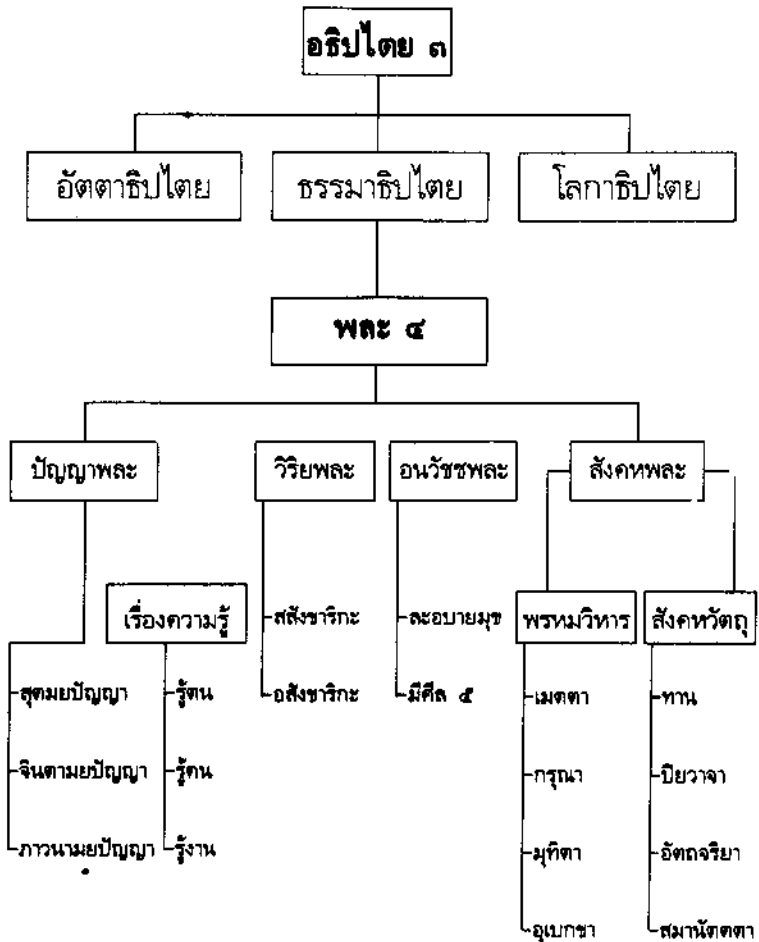 อธิปไตย ๓
อัตตาธิปไตย
ธรรมาธิปไตย
โลกาธิปไตย
พละ ๔
ปัญญาพละ
วิริยพละ
อนวัชชพละ
สังคหพละ
เรื่องความรู้
สุตมยปัญญา
จินตามยปัญญา
ภาวนามยปัญญา
รู้ตน
รู้ตน
รู้งาน
สสังขาริกะ
อสังขาริกะ
ละอบายมุข
มีศีล ๕
พรหมวิหาร
สังคหวัตถุ
เมตตา
กรุณา
มุทิตา
อุเบกขา
ทาน
ปิยวาจา
อัตถจริยา
สมานัตตตา